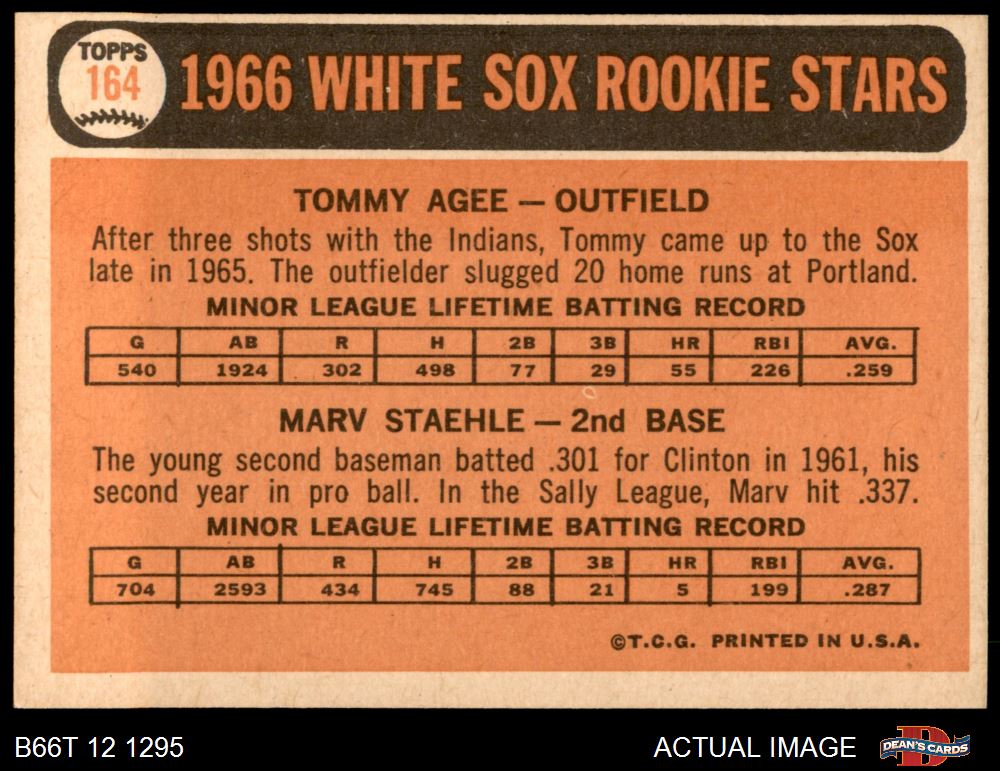 TOPPS
164
1966 WHITE SOX ROOKIE STARS
TOMMY AGEE — OUTFIELD
After three shots with the Indians, Tommy came up to the Sox
late in 1965. The outfielder slugged 20 home runs at Portland.
MINOR LEAGUE LIFETIME BATTING RECORD
G AB R H 2B 3B HR RBI AVG.
540 1924 302 498 77 29 55 226 .259
MARV STAEHLE — 2nd BASE
The young second baseman batted .301 for Clinton in 1961, his
second year in pro ball. In the Sally League, Marv hit .337.
MINOR LEAGUE LIFETIME BATTING RECORD
G AB R H 2B 3B HR RBI AVG.
704 2593 434 745 88 21 5 199 .287
©T.C.G. PRINTED IN U.S.A.
B66T 12 1295 ACTUAL IMAGE D DEAN'S CARDS